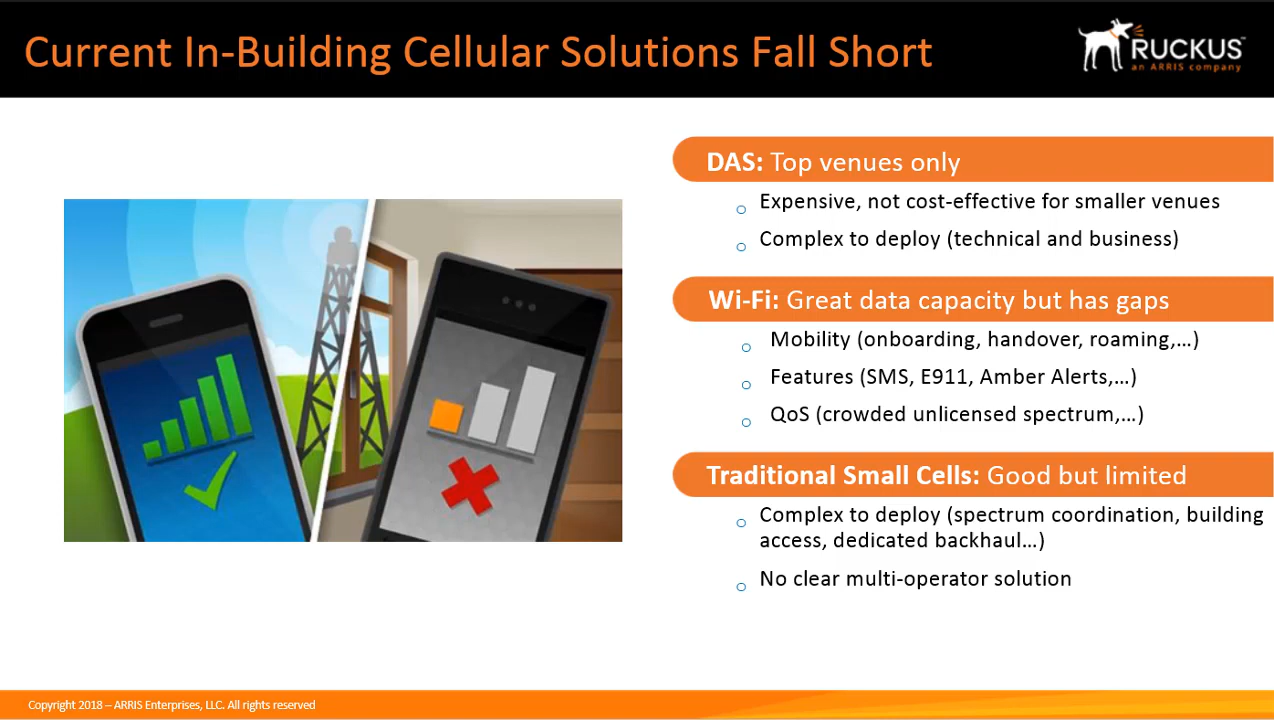 Current In-Building Cellular Solutions Fall Short
RUCKUS™
an ARRIS company
DAS: Top venues only
Expensive, not cost-effective for smaller venues
Complex to deploy (technical and business)
Wi-Fi: Great data capacity but has gaps
Mobility (onboarding, handover, roaming,…)
Features (SMS, E911, Amber Alerts,…)
QoS (crowded unlicensed spectrum,…)
Traditional Small Cells: Good but limited
Complex to deploy (spectrum coordination, building
access, dedicated backhaul…)
No clear multi-operator solution
Copyright 2018 – ARRIS Enterprises, LLC. All rights reserved